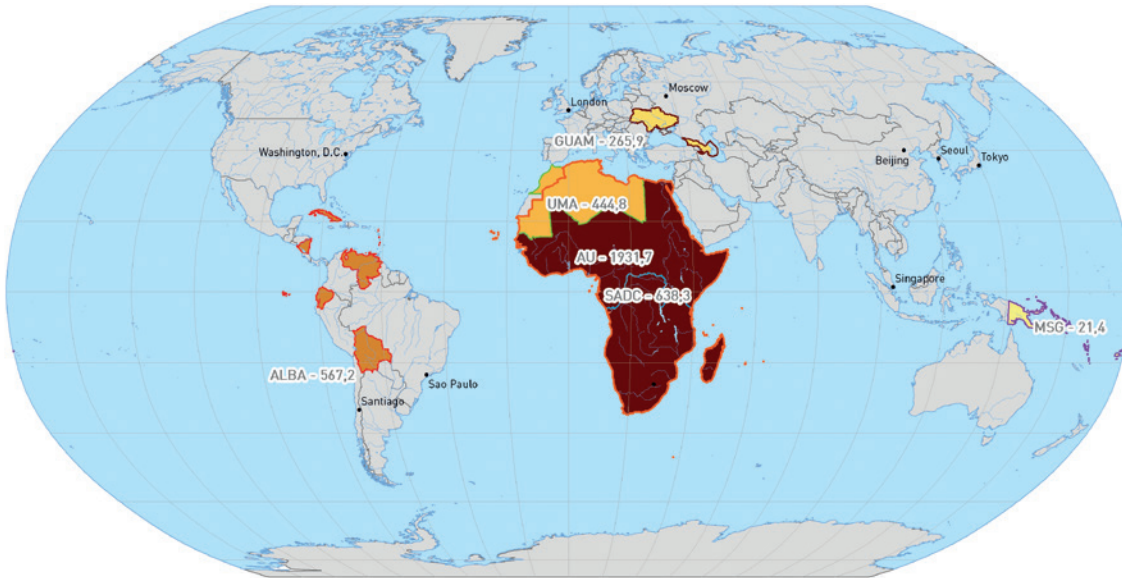 Moscow
London
GUAM - 265,9
Washington, D.C.
Beijing
Seoul
Tokyo
UMA - 444,8
AU - 1931,7
Singapore
SADC - 638,3
MSG - 21,4
ALBA - 567,2
Sao Paulo
Santiago